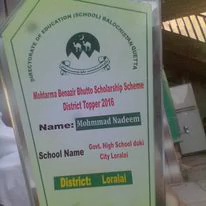 DIRECTORATE OF EDUCATION (SCHOOL) BALOCHISTAN QUETTA
Mohtarma Benazir Bhutto Scholarship Scheme
District Topper 2016
Name: Mohmmad Nadeem
School Name Govt. High School duki
City Loralai
District: Loralai